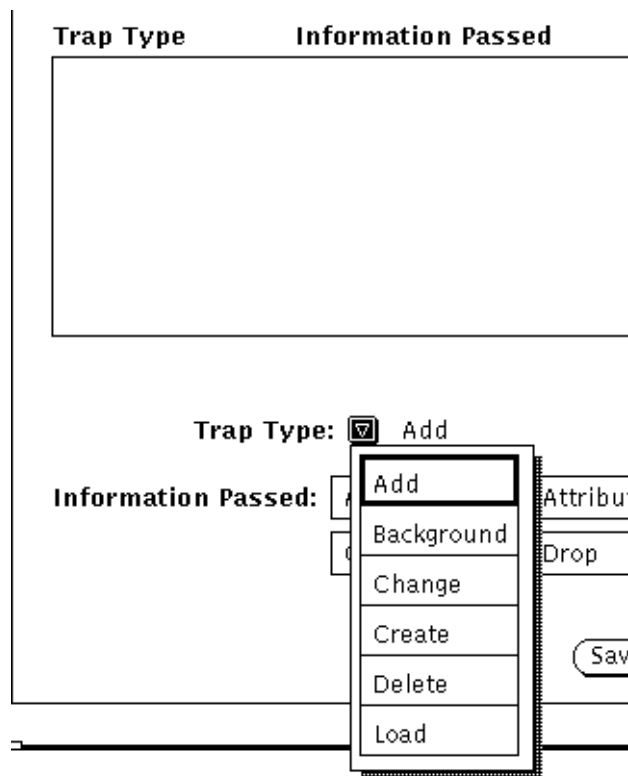 Trap Type Information Passed
Trap Type: Add
Add
Information Passed:
Background
Drop
Change
Create
Delete
Load